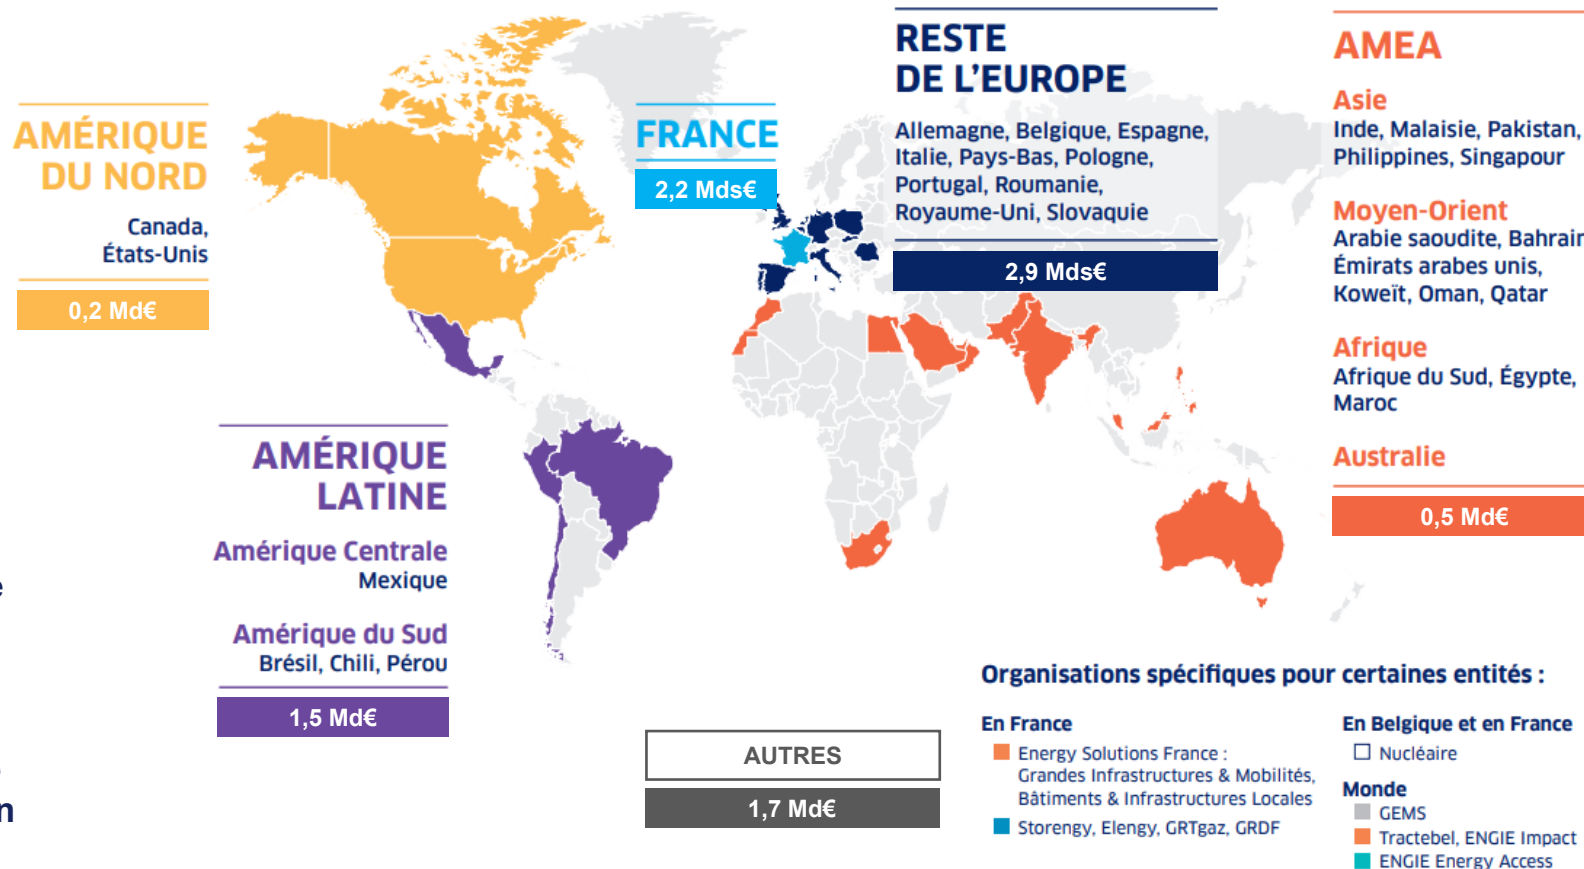 AMÉRIQUE
DU NORD
Canada,
États-Unis
0,2 Md€
FRANCE
2,2 Mds€
RESTE
DE L'EUROPE
Allemagne, Belgique, Espagne,
Italie, Pays-Bas, Pologne,
Portugal, Roumanie,
Royaume-Uni, Slovaquie
2,9 Mds€
AMEA
Asie
Inde, Malaisie, Pakistan,
Philippines, Singapour
Moyen-Orient
Arabie saoudite, Bahrain
Émirats arabes unis,
Koweït, Oman, Qatar
Afrique
Afrique du Sud, Égypte,
Maroc
Australie
0,5 Md€
AMÉRIQUE
LATINE
Amérique Centrale
Mexique
Amérique du Sud
Brésil, Chili, Pérou
1,5 Md€
AUTRES
1,7 Md€
Organisations spécifiques pour certaines entités :
En France
Energy Solutions France :
Grandes Infrastructures & Mobilités,
Bâtiments & Infrastructures Locales
Storengy, Elengy, GRTgaz, GRDF
En Belgique et en France
Nucléaire
Monde
GEMS
Tractebel, ENGIE Impact
ENGIE Energy Access